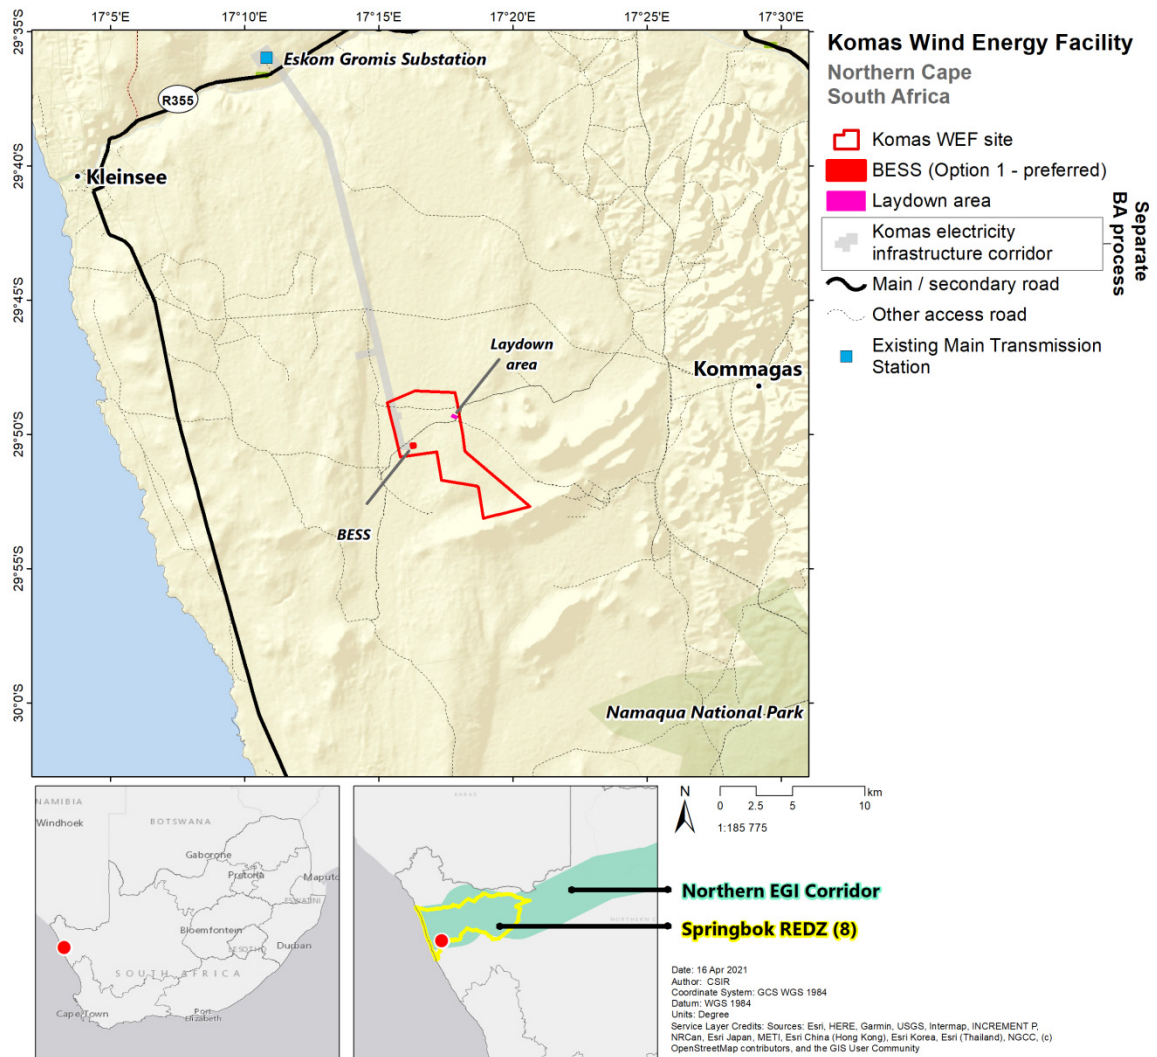 17°5'E
17°10'E
17°15'E
17°20'E
17°25'E
17°30'E
29°35'S
29°40'S
29°45'S
29°50'S
29°55'S
30°0'S
Eskom Gromis Substation
R355
Kleinsee
Laydown
area
Kommagas
BESS
Namaqua National Park
Komas Wind Energy Facility
Northern Cape
South Africa
Komas WEF site
BESS (Option 1 - preferred)
Laydown area
Komas electricity
infrastructure corridor
Separate
BA process
Main / secondary road
Other access road
Existing Main Transmission
Station
NAMIBIA
Windhoek
BOTSWANA
Gaborone
Pretoria
Maputo
ESWATINI
Bloemfontein
LESOTHO
Durban
SOUTH AFRICA
Cape Town
Port
Elizabeth
N
0 2.5 5 10
km
1:185 775
Northern EGI Corridor
Springbok REDZ (8)
Date: 16 Apr 2021
Author: CSIR
Coordinate System: GCS WGS 1984
Datum: WGS 1984
Units: Degree
Service Layer Credits: Sources: Esri, HERE, Garmin, USGS, Intermap, INCREMENT P,
NRCan, Esri Japan, METI, Esri China (Hong Kong), Esri Korea, Esri (Thailand), NGCC, (c)
OpenStreetMap contributors, and the GIS User Community